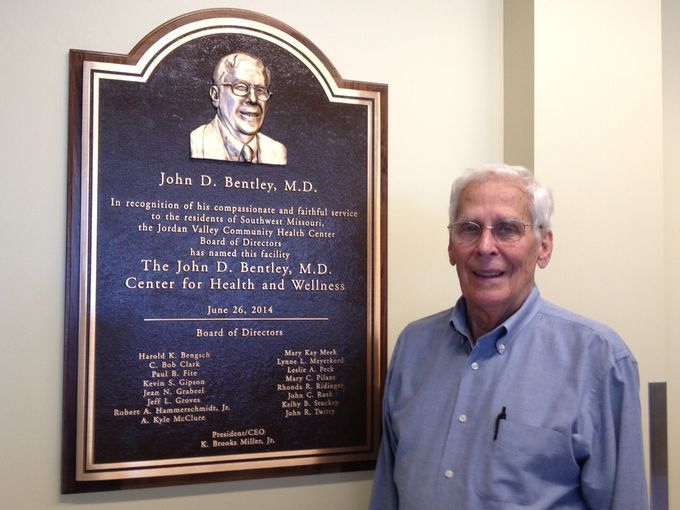 John D. Bentley, M.D.
In recognition of his compassionate and faithful service
to the residents of Southwest Missouri,
the Jordan Valley Community Health Center
Board of Directors
has named this facility
The John D. Bentley, M.D.
Center for Health and Wellness
June 26, 2014
Board of Directors
Harold K. Bengsch
C. Bob Clark
Paul B. Fite
Kevin S. Gipson
Jean N. Grabeel
Jeff L. Groves
Robert A. Hammerschmidt, Jr.
A. Kyle McClure
Mary Kay Meek
Lynne L. Meyerkord
Leslie A. Peck
Mary C. Pilant
Rhonda R. Ridinger
John C. Rush
Kelby B. Stuckey
John R. Twitty
President/CEO
K. Brooks Miller, Jr.